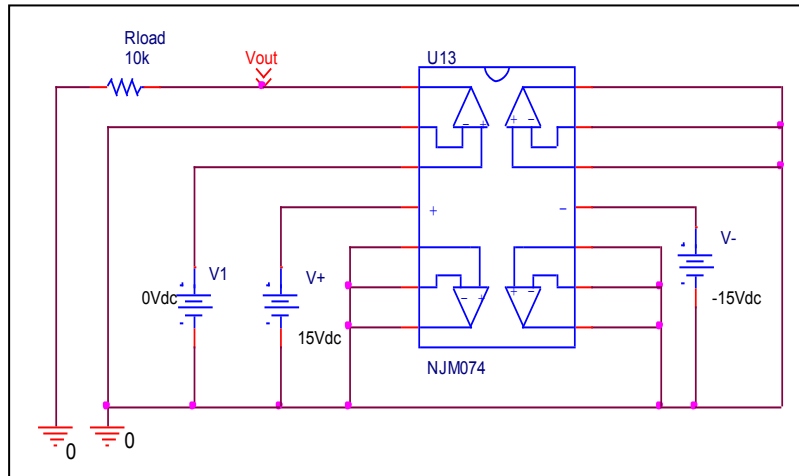 Rload
10k
Vout
U13
- +
+ -
+
-
V1
0Vdc
V+
15Vdc
V-
-15Vdc
- +
+ -
NJM074
0
0